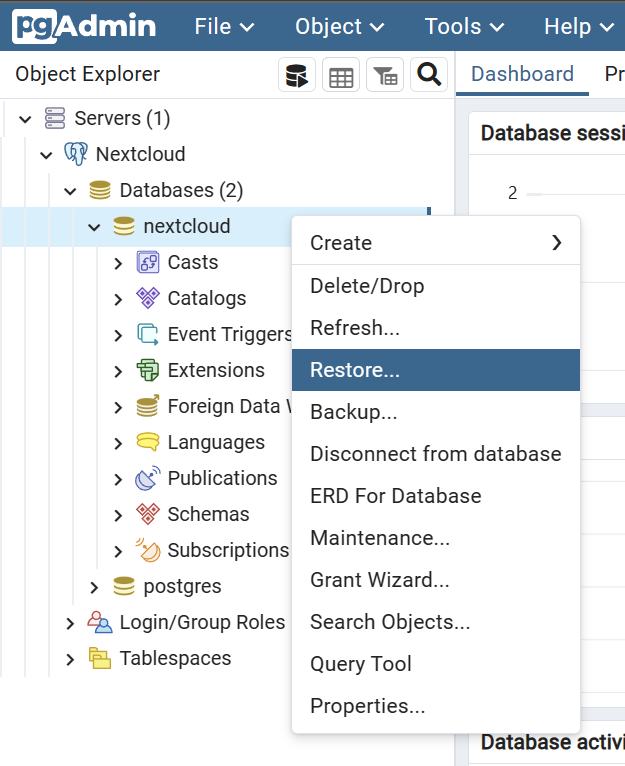 pgAdmin File Object Tools Help
Object Explorer
Dashboard Pr
Servers (1)
Nextcloud
Databases (2)
nextcloud
Casts
Catalogs
Event Triggers
Extensions
Foreign Data
Languages
Publications
Schemas
Subscriptions
postgres
Login/Group Roles
Tablespaces
Create
Delete/Drop
Refresh...
Restore...
Backup...
Disconnect from database
ERD For Database
Maintenance...
Grant Wizard...
Search Objects...
Query Tool
Properties...
Database sessi
2
Database activi